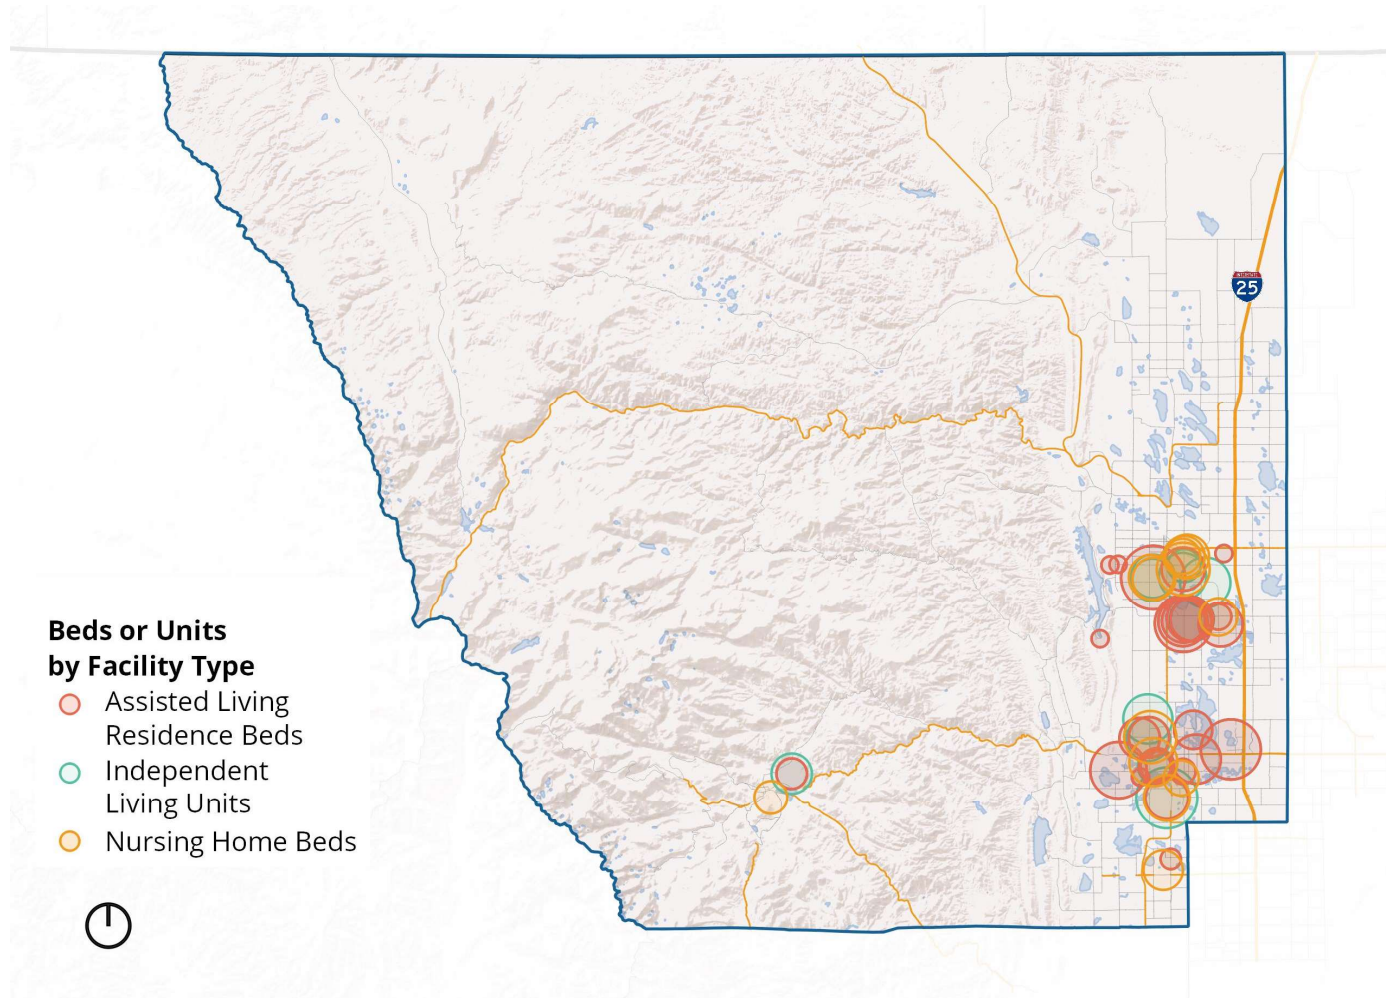 25
Beds or Units
by Facility Type
Assisted Living
Residence Beds
Independent
Living Units
Nursing Home Beds